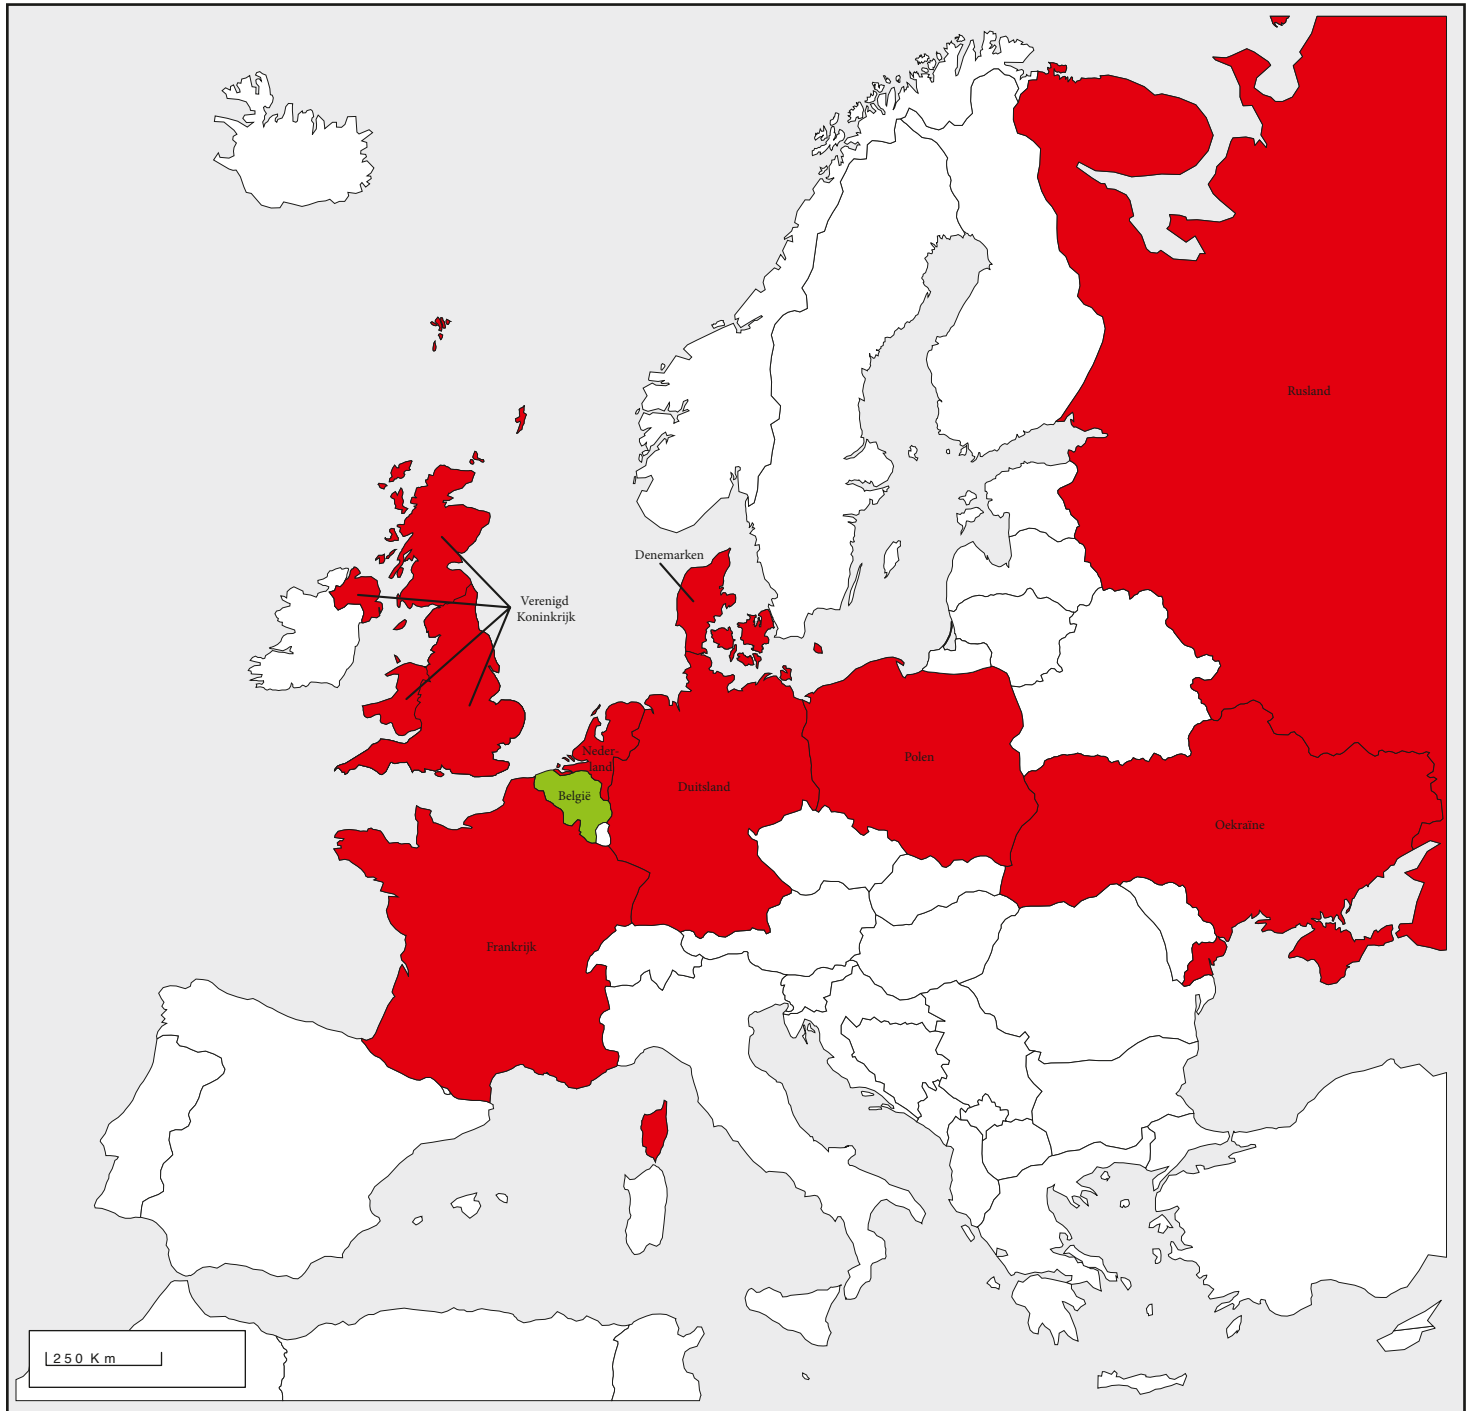 Rusland
Denemarken
Verenigd
Koninkrijk
Neder-
land
Polen
Duitsland
België
Oekraïne
Frankrijk
250 Km